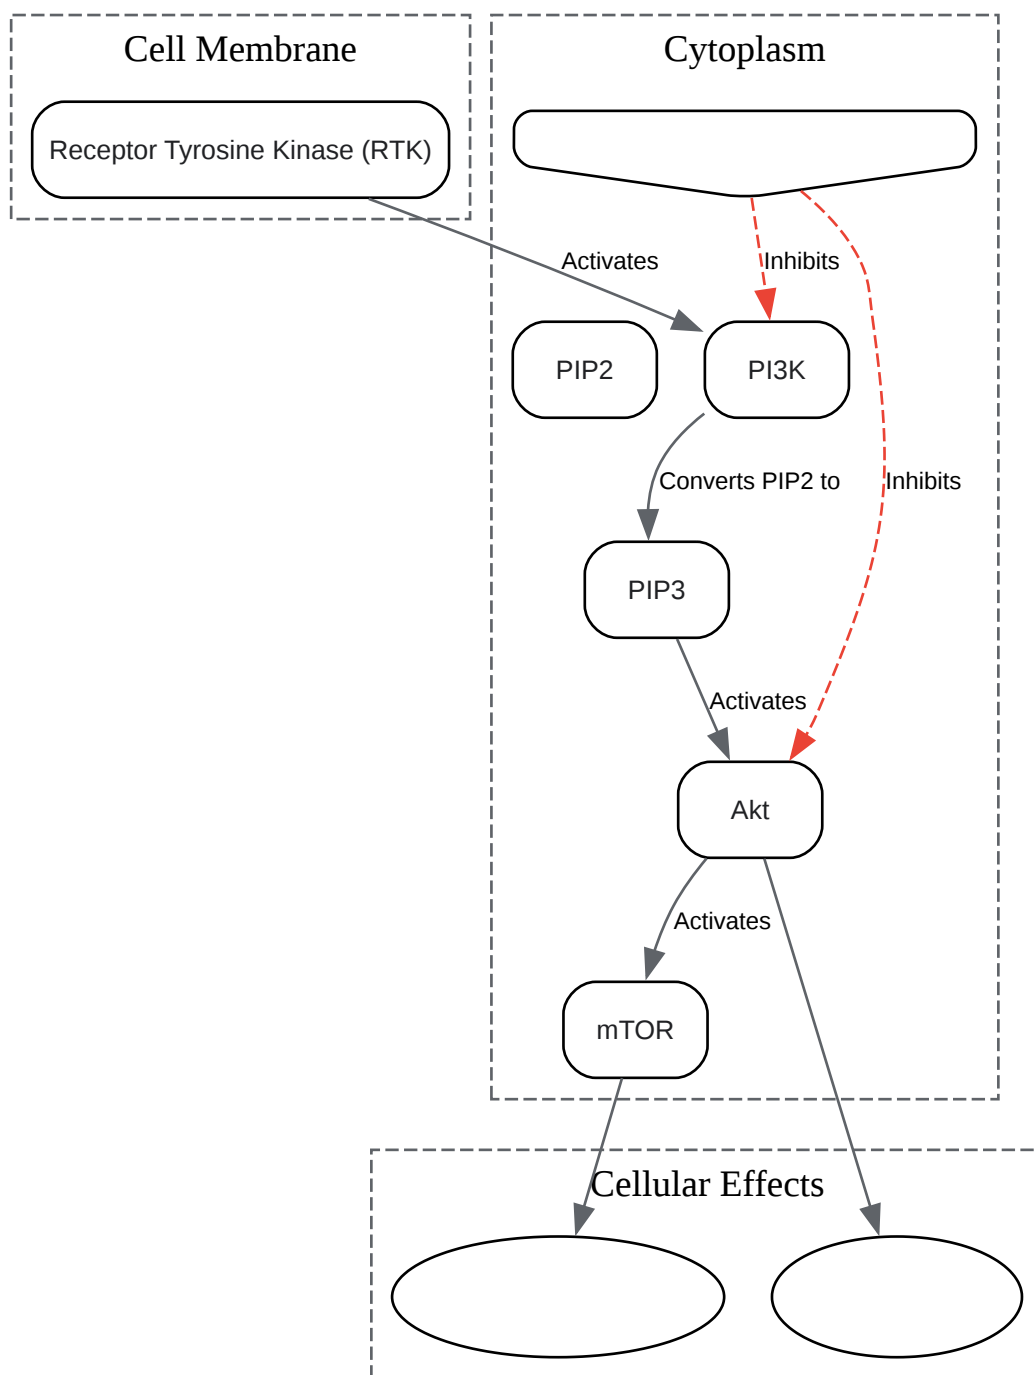 Cell Membrane
Cytoplasm
Receptor Tyrosine Kinase (RTK)
Activates
Inhibits
PIP2
PI3K
Converts PIP2 to
Inhibits
PIP3
Activates
Akt
Activates
mTOR
Cellular Effects